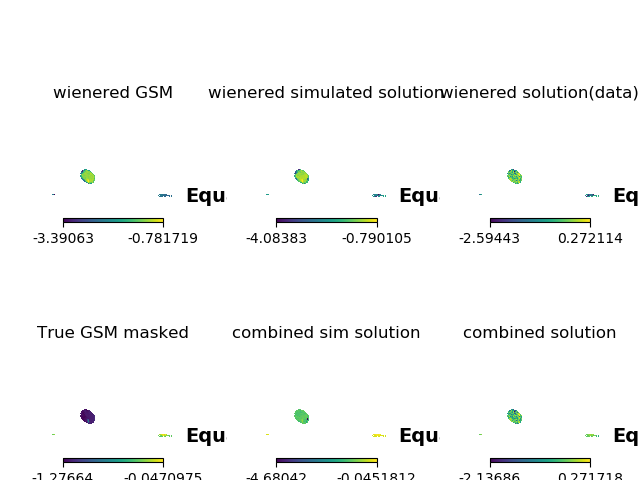 wienered GSM
wienered simulated solution
wienered solution(data)
Equ
Equ
Eq
-3.39063 -0.781719
-4.08383 -0.790105
-2.59443 0.272114
True GSM masked
combined sim solution
combined solution
Equ
Equ
Eq
-1.27664 -0.0470975
-4.68042 -0.0451812
-2.13686 0.271718